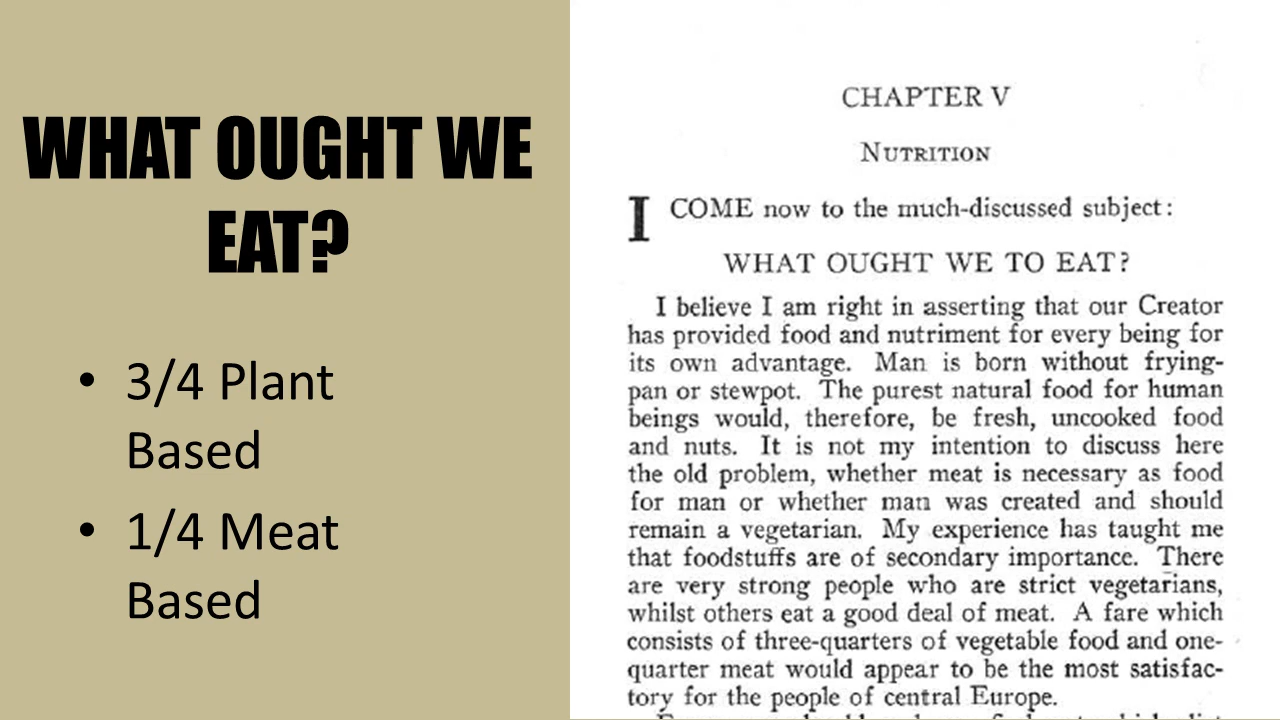 WHAT OUGHT WE
EAT?
• 3/4 Plant
Based
• 1/4 Meat
Based
CHAPTER V
NUTRITION
I COME now to the much-discussed subject:
WHAT OUGHT WE TO EAT?
I believe I am right in asserting that our Creator
has provided food and nutriment for every being for
its own advantage. Man is born without frying-
pan or stewpot. The purest natural food for human
beings would, therefore, be fresh, uncooked food
and nuts. It is not my intention to discuss here
the old problem, whether meat is necessary as food
for man or whether man was created and should
remain a vegetarian. My experience has taught me
that foodstuffs are of secondary importance. There
are very strong people who are strict vegetarians,
whilst others eat a good deal of meat. A fare which
consists of three-quarters of vegetable food and one-
quarter meat would appear to be the most satisfac-
tory for the people of central Europe.